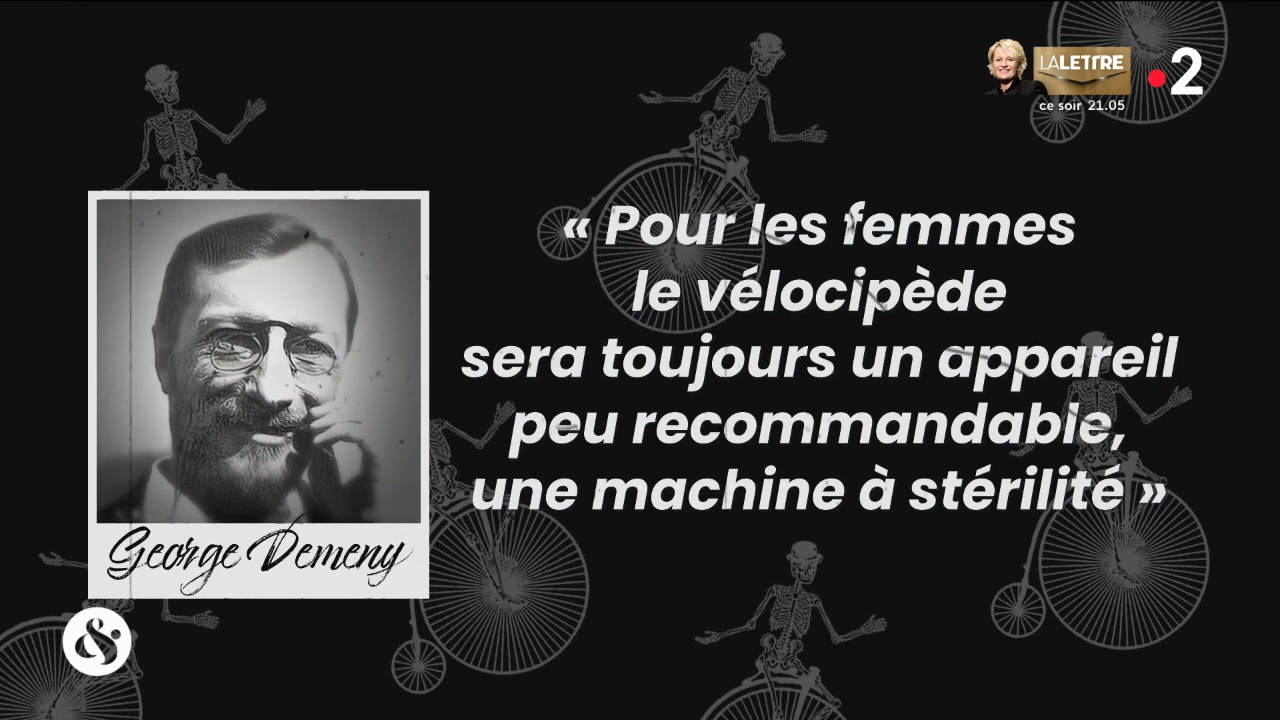 LALETTRE
2
ce soir 21.05
« Pour les femmes
le vélocipède
sera toujours un appareil
peu recommandable,
une machine à stérilité »
George Demeny
&